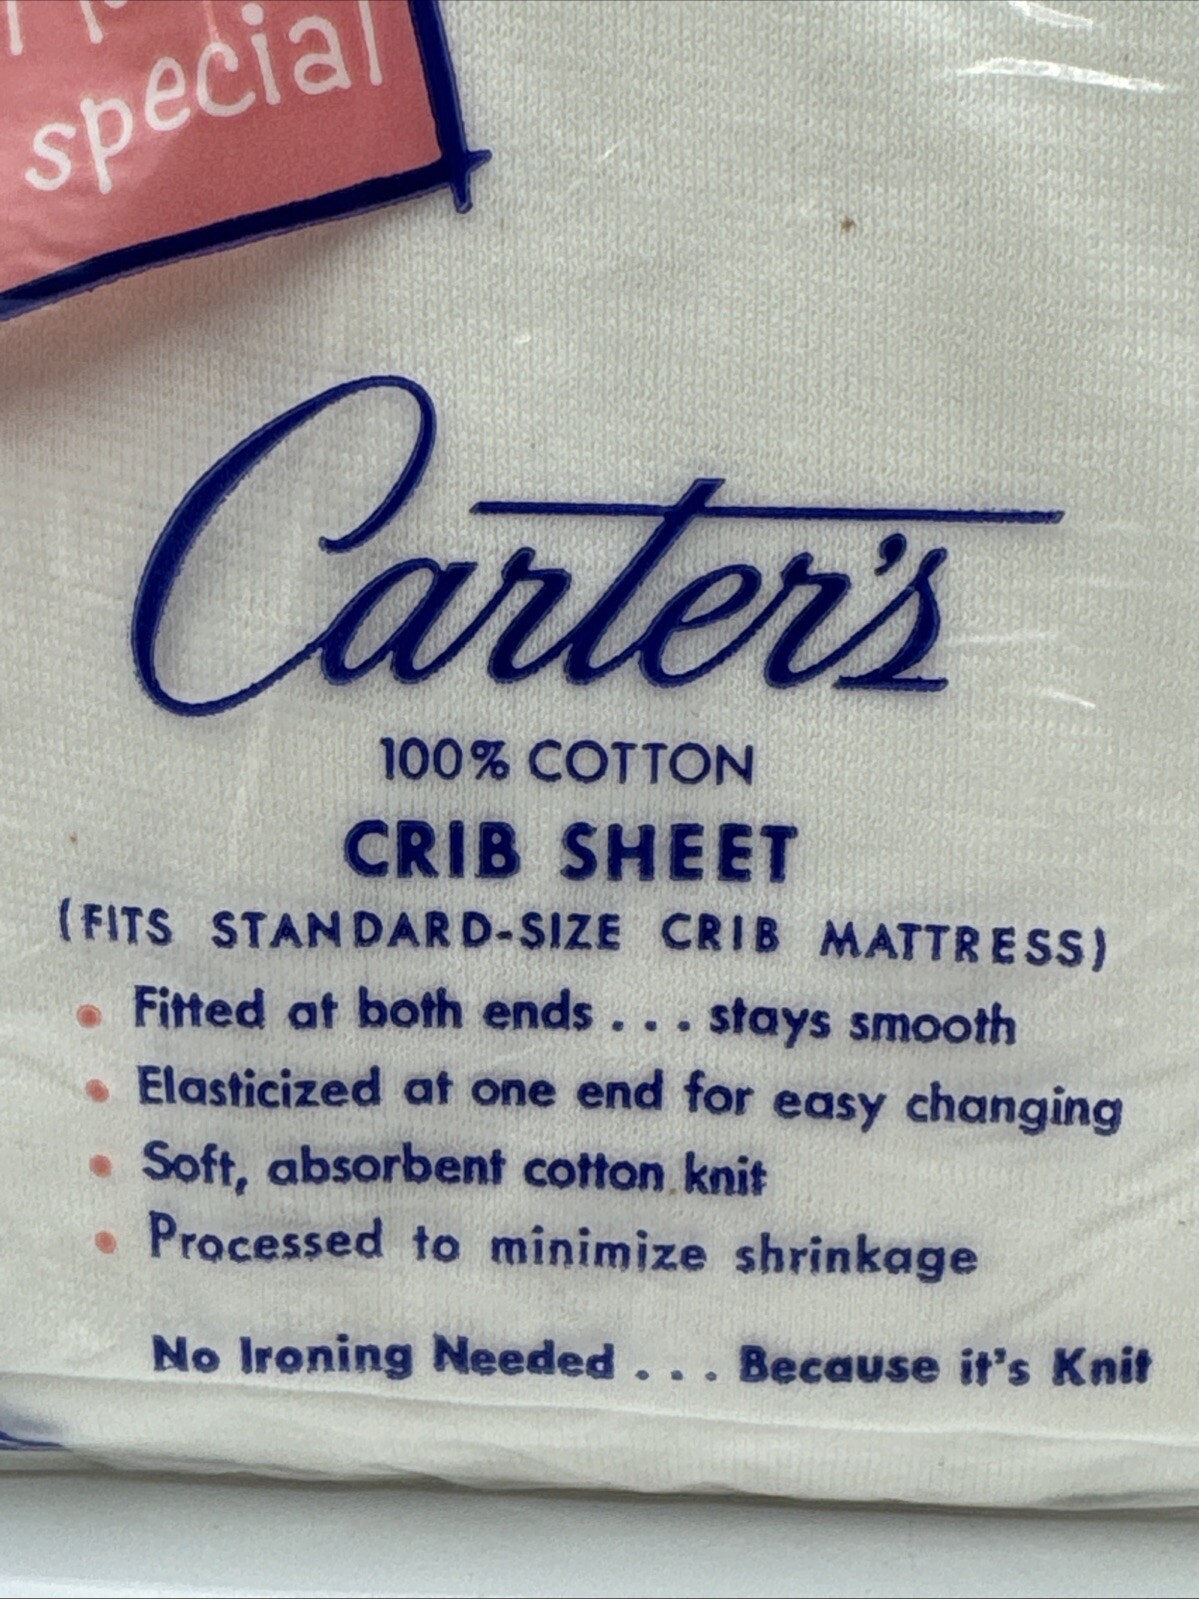 special
Carter's
100% COTTON
CRIB SHEET
(FITS STANDARD-SIZE CRIB MATTRESS)
• Fitted at both ends . . . stays smooth
• Elasticized at one end for easy changing
• Soft, absorbent cotton knit
• Processed to minimize shrinkage
No Ironing Needed . . . Because it's Knit